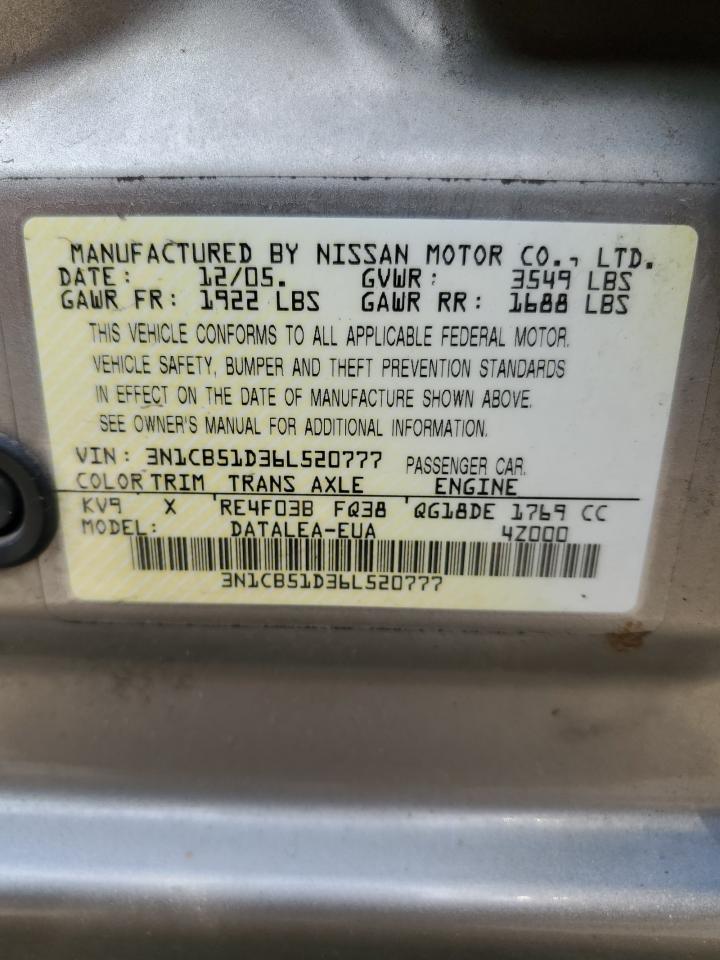 MANUFACTURED BY NISSAN MOTOR CO., LTD.
DATE: 12/05. GVWR: 3549 LBS
GAWR FR: 1922 LBS GAWR RR: 1688 LBS
THIS VEHICLE CONFORMS TO ALL APPLICABLE FEDERAL MOTOR.
VEHICLE SAFETY, BUMPER AND THEFT PREVENTION STANDARDS
IN EFFECT ON THE DATE OF MANUFACTURE SHOWN ABOVE.
SEE OWNER'S MANUAL FOR ADDITIONAL INFORMATION.
VIN: 3N1CB51D36L520777 PASSENGER CAR.
COLOR TRIM TRANS AXLE ENGINE
KV9 X RE4F03B FQ38 QG18DE 1769 CC
MODEL: DATALEA-EUA 4Z000
3N1CB51D36L520777